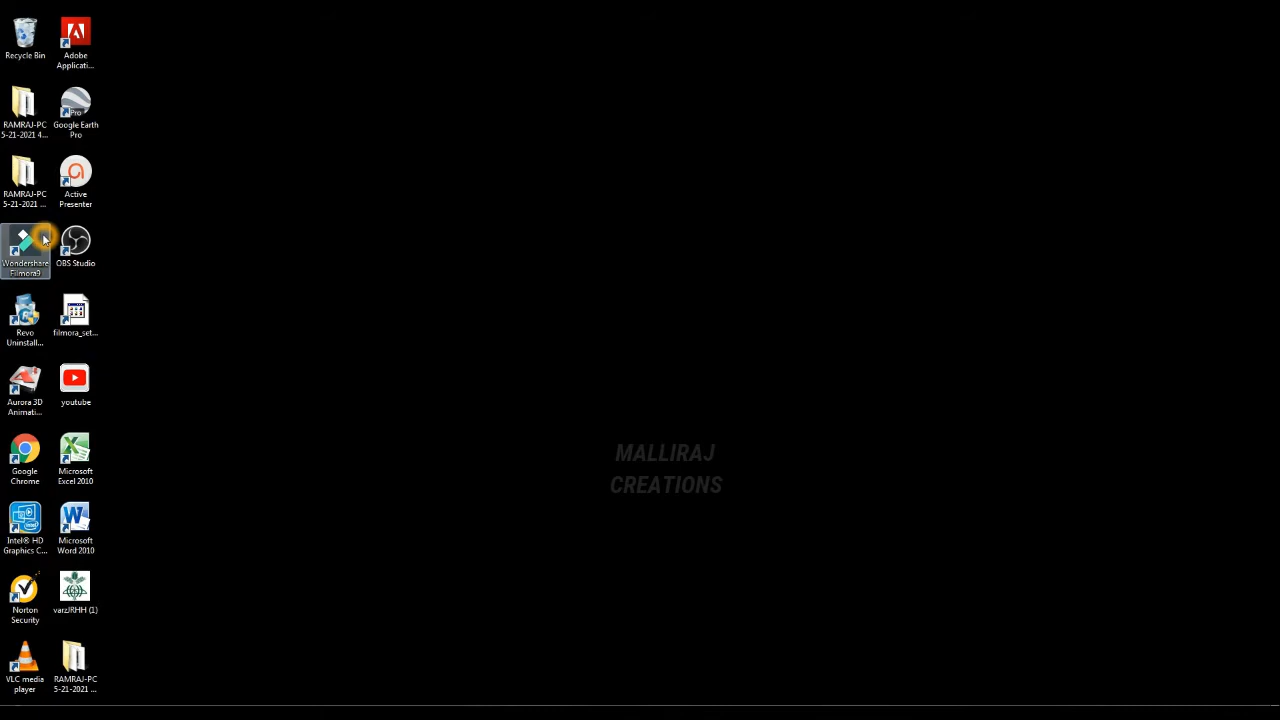 Recycle Bin
Adobe
Applicati...
RAMRAJ-PC
5-21-2021 4...
Pro
Google Earth
Pro
RAMRAJ-PC
5-21-2021 ...
Active
Presenter
Wondershare
Filmora9
OBS Studio
Revo
Uninstall...
filmora_set...
Aurora 3D
Animati...
youtube
Google
Chrome
Microsoft
Excel 2010
Intel® HD
Graphics C...
Microsoft
Word 2010
Norton
Security
varzJRHH (1)
VLC media
player
RAMRAJ-PC
5-21-2021 ...
MALLIRAJ
CREATIONS